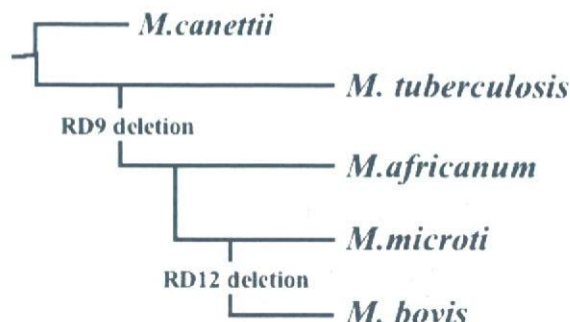 M.canettii
M. tuberculosis
RD9 deletion
M.africanum
M.microti
RD12 deletion
M. bovis